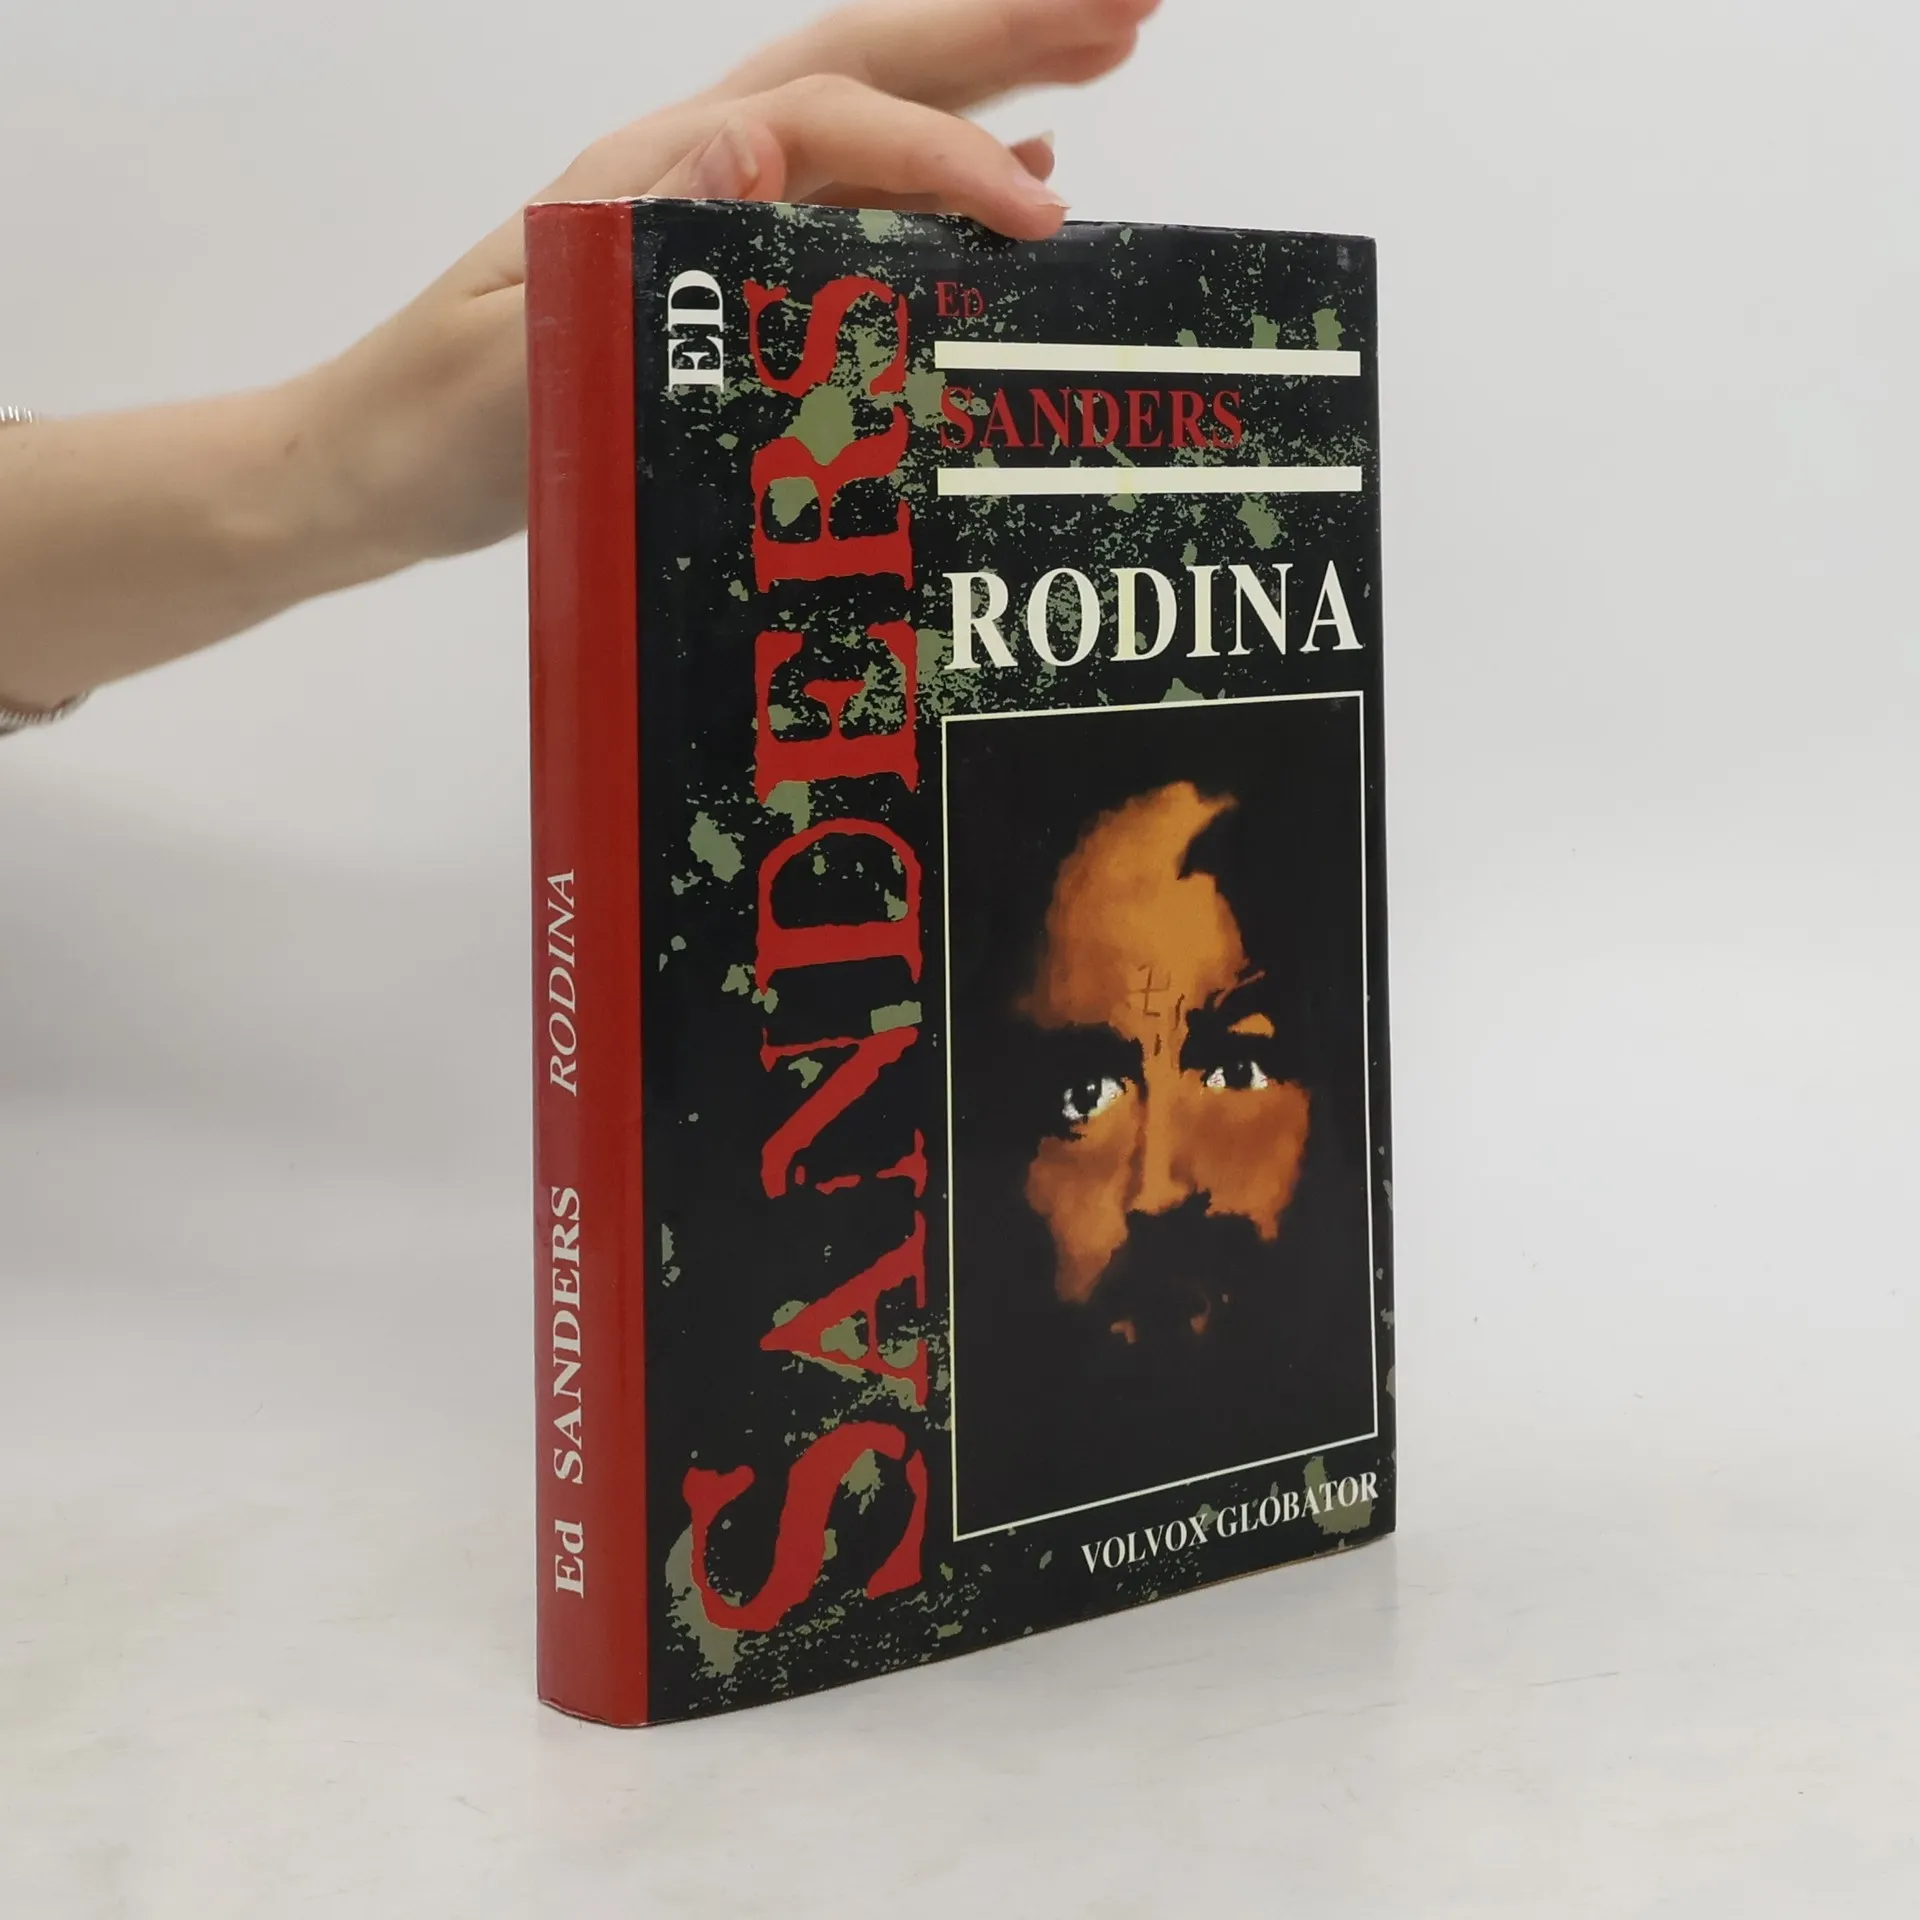 Ed SANDERS RODINA
ED
SANDERS
ED
SANDERS
RODINA
VOLVOX GLOBATOR